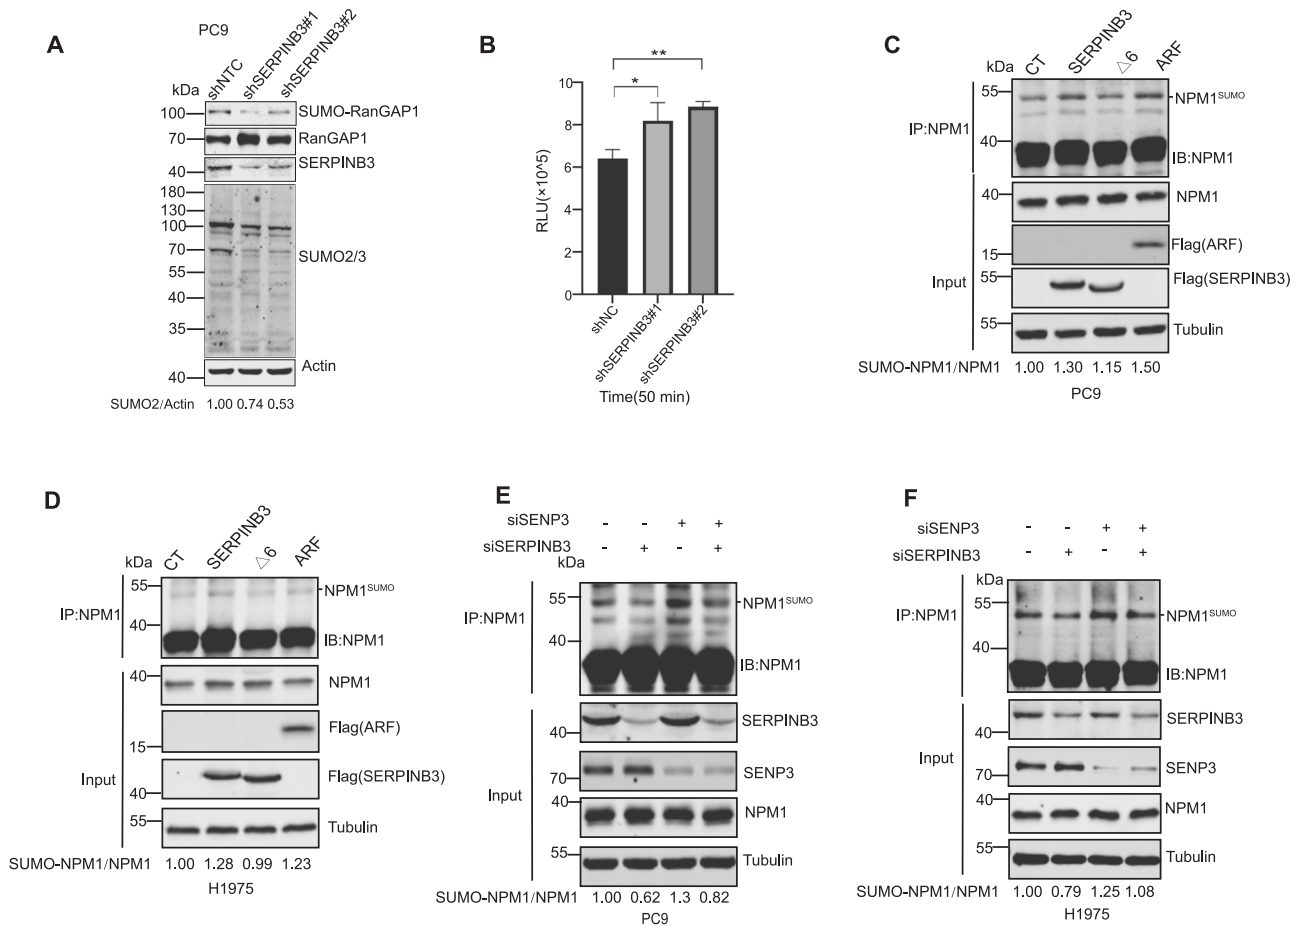 A
PC9
kDa
shNTC
shSERPINB3#1
shSERPINB3#2
100
SUMO-RanGAP1
70
RanGAP1
40
SERPINB3
180
130
100
70
55
40
35
SUMO2/3
40
Actin
SUMO2/Actin 1.00 0.74 0.53
B
**
*
10
8
6
4
2
0
RLU(×10^5)
shNC
shSERPINB3#1
shSERPINB3#2
Time(50 min)
C
kDa
CT
SERPINB3
△6
ARF
IP:NPM1
55
40
NPM1SUMO
IB:NPM1
Input
40
NPM1
15
Flag(ARF)
55
Flag(SERPINB3)
55
Tubulin
SUMO-NPM1/NPM1 1.00 1.30 1.15 1.50
PC9
D
kDa
CT
SERPINB3
△6
ARF
IP:NPM1
55
40
NPM1SUMO
IB:NPM1
Input
40
NPM1
15
Flag(ARF)
40
Flag(SERPINB3)
55
Tubulin
SUMO-NPM1/NPM1 1.00 1.28 0.99 1.23
H1975
E
siSENP3 - - + +
siSERPINB3 - + - +
kDa
IP:NPM1
55
40
NPM1SUMO
IB:NPM1
Input
40
SERPINB3
70
SENP3
40
NPM1
55
Tubulin
SUMO-NPM1/NPM1 1.00 0.62 1.3 0.82
PC9
F
siSENP3 - - + +
siSERPINB3 - + - +
kDa
IP:NPM1
55
40
NPM1SUMO
IB:NPM1
Input
40
SERPINB3
70
SENP3
40
NPM1
55
Tubulin
SUMO-NPM1/NPM1 1.00 0.79 1.25 1.08
H1975